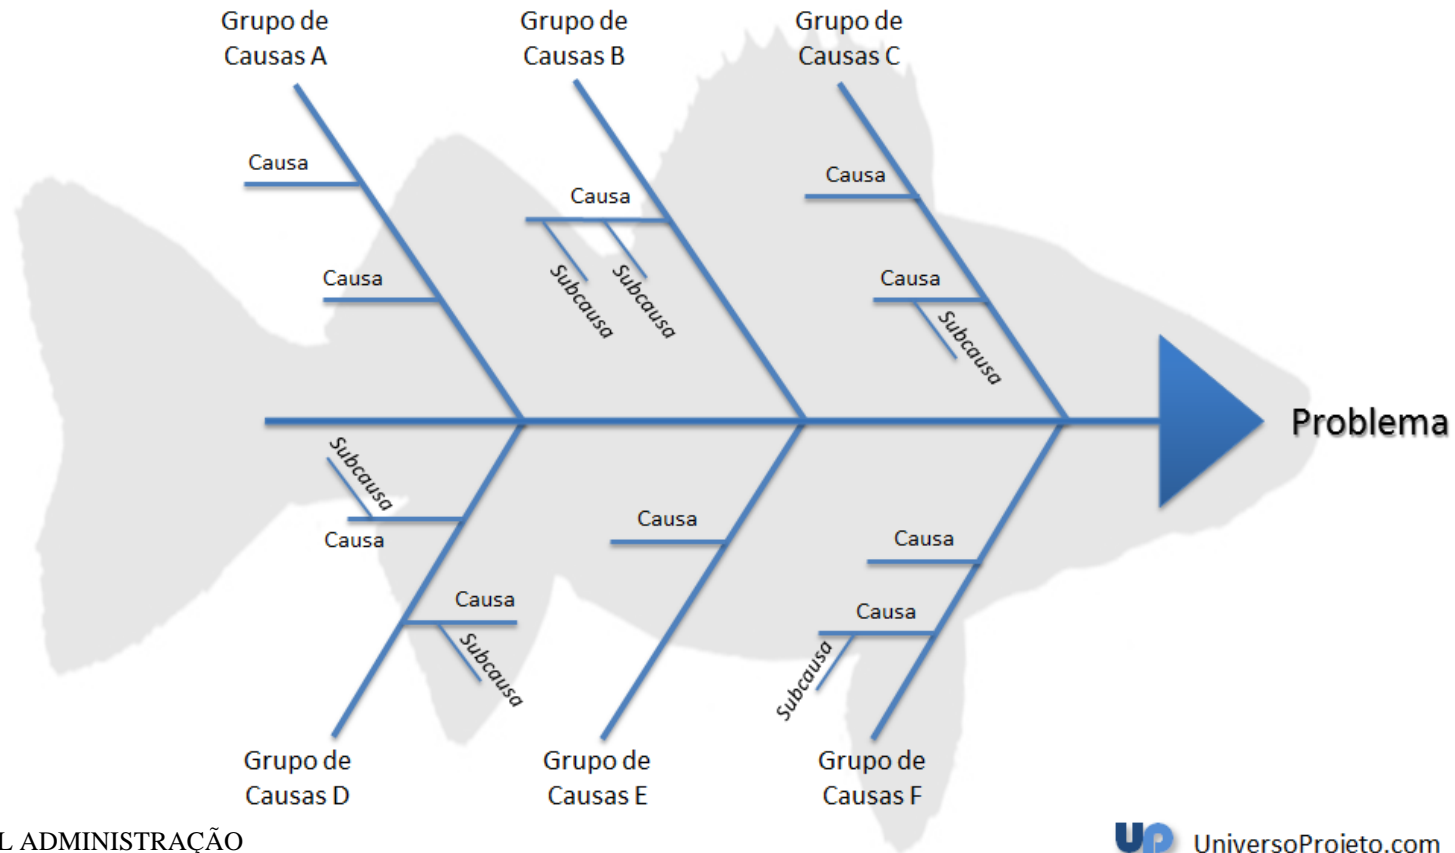 Grupo de
Causas A
Grupo de
Causas B
Grupo de
Causas C
Causa
Causa
Causa
Subcausa
Subcausa
Causa
Causa
Subcausa
Problema
Subcausa
Causa
Causa
Subcausa
Causa
Causa
Causa
Subcausa
Grupo de
Causas D
Grupo de
Causas E
Grupo de
Causas F
L ADMINISTRAÇÃO
UP UniversoProjeto.com